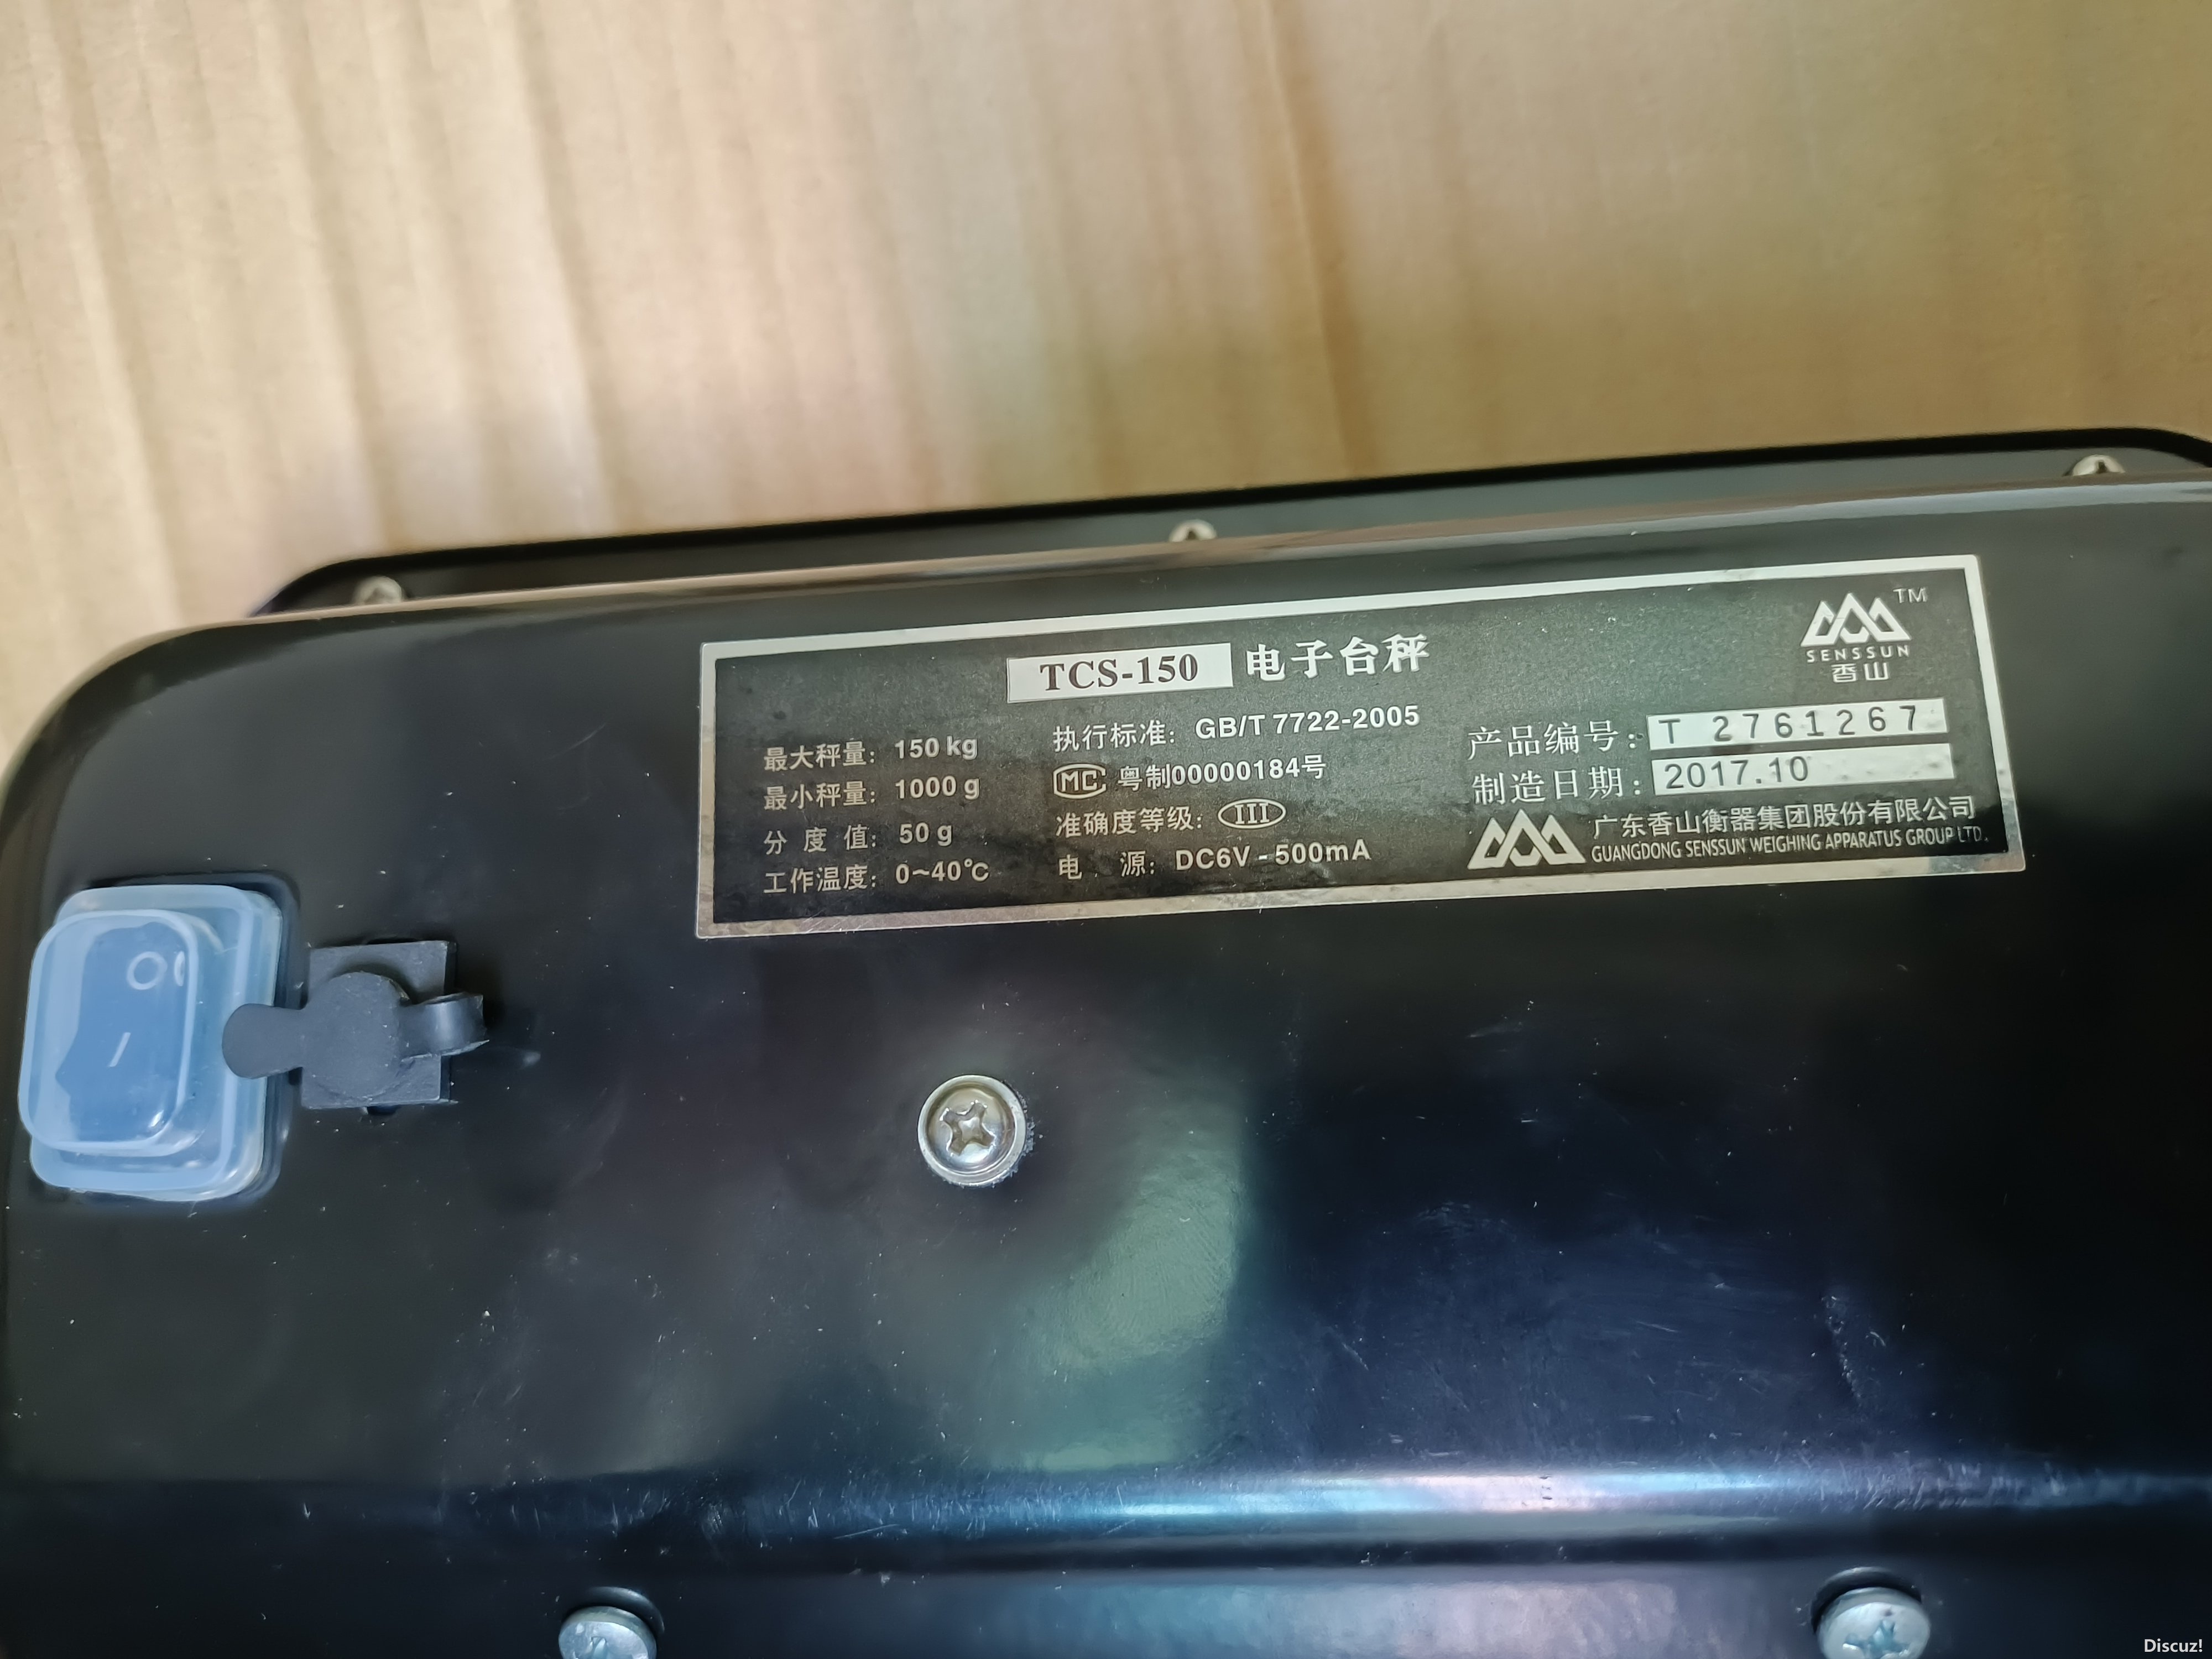 TCS-150 电子台秤
TM
SENSSUN
香山
最大秤量: 150 kg
最小秤量: 1000 g
分 度 值: 50 g
工作温度: 0~40℃
执行标准: GB/T 7722-2005
MC 粤制00000184号
准确度等级: III
电 源: DC6V - 500mA
产品编号: T 2761267
制造日期: 2017.10
广东香山衡器集团股份有限公司
GUANGDONG SENSSUN WEIGHING APPARATUS GROUP LTD.
Discuz!